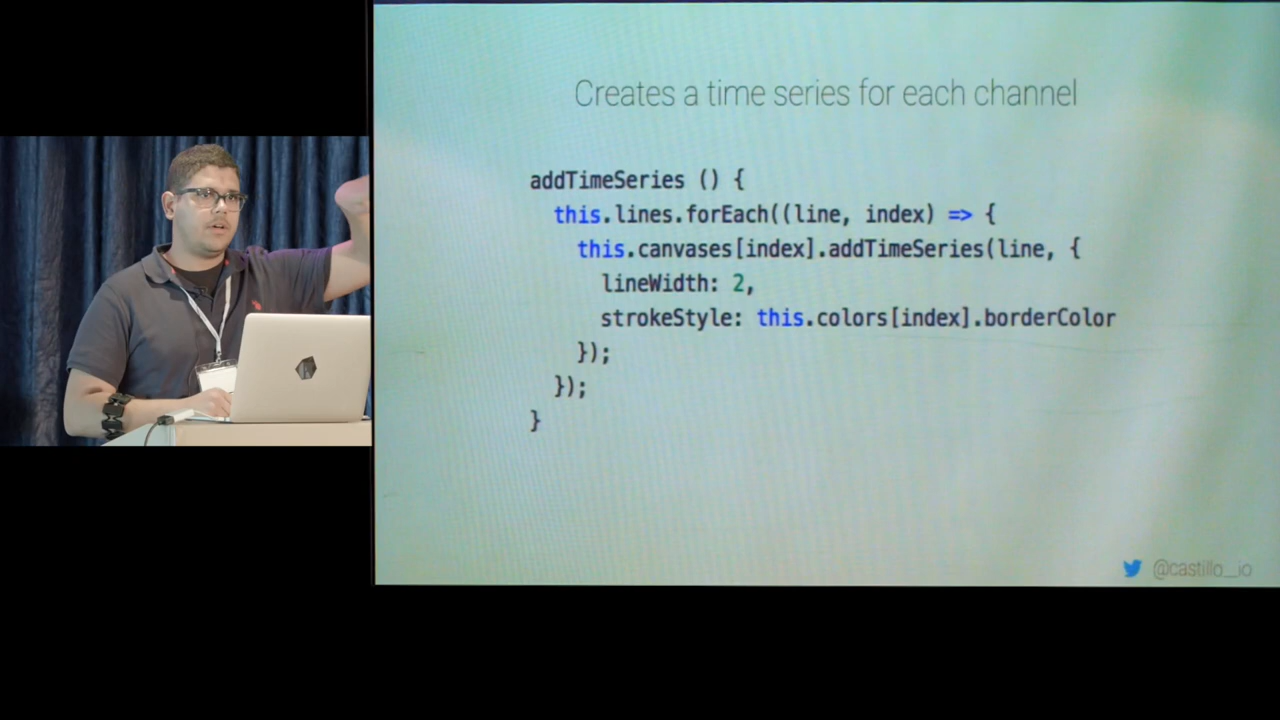 Creates a time series for each channel
addTimeSeries () {
  this.lines.forEach((line, index) => {
    this.canvases[index].addTimeSeries(line, {
      lineWidth: 2,
      strokeStyle: this.colors[index].borderColor
    });
  });
}
@castillo__io